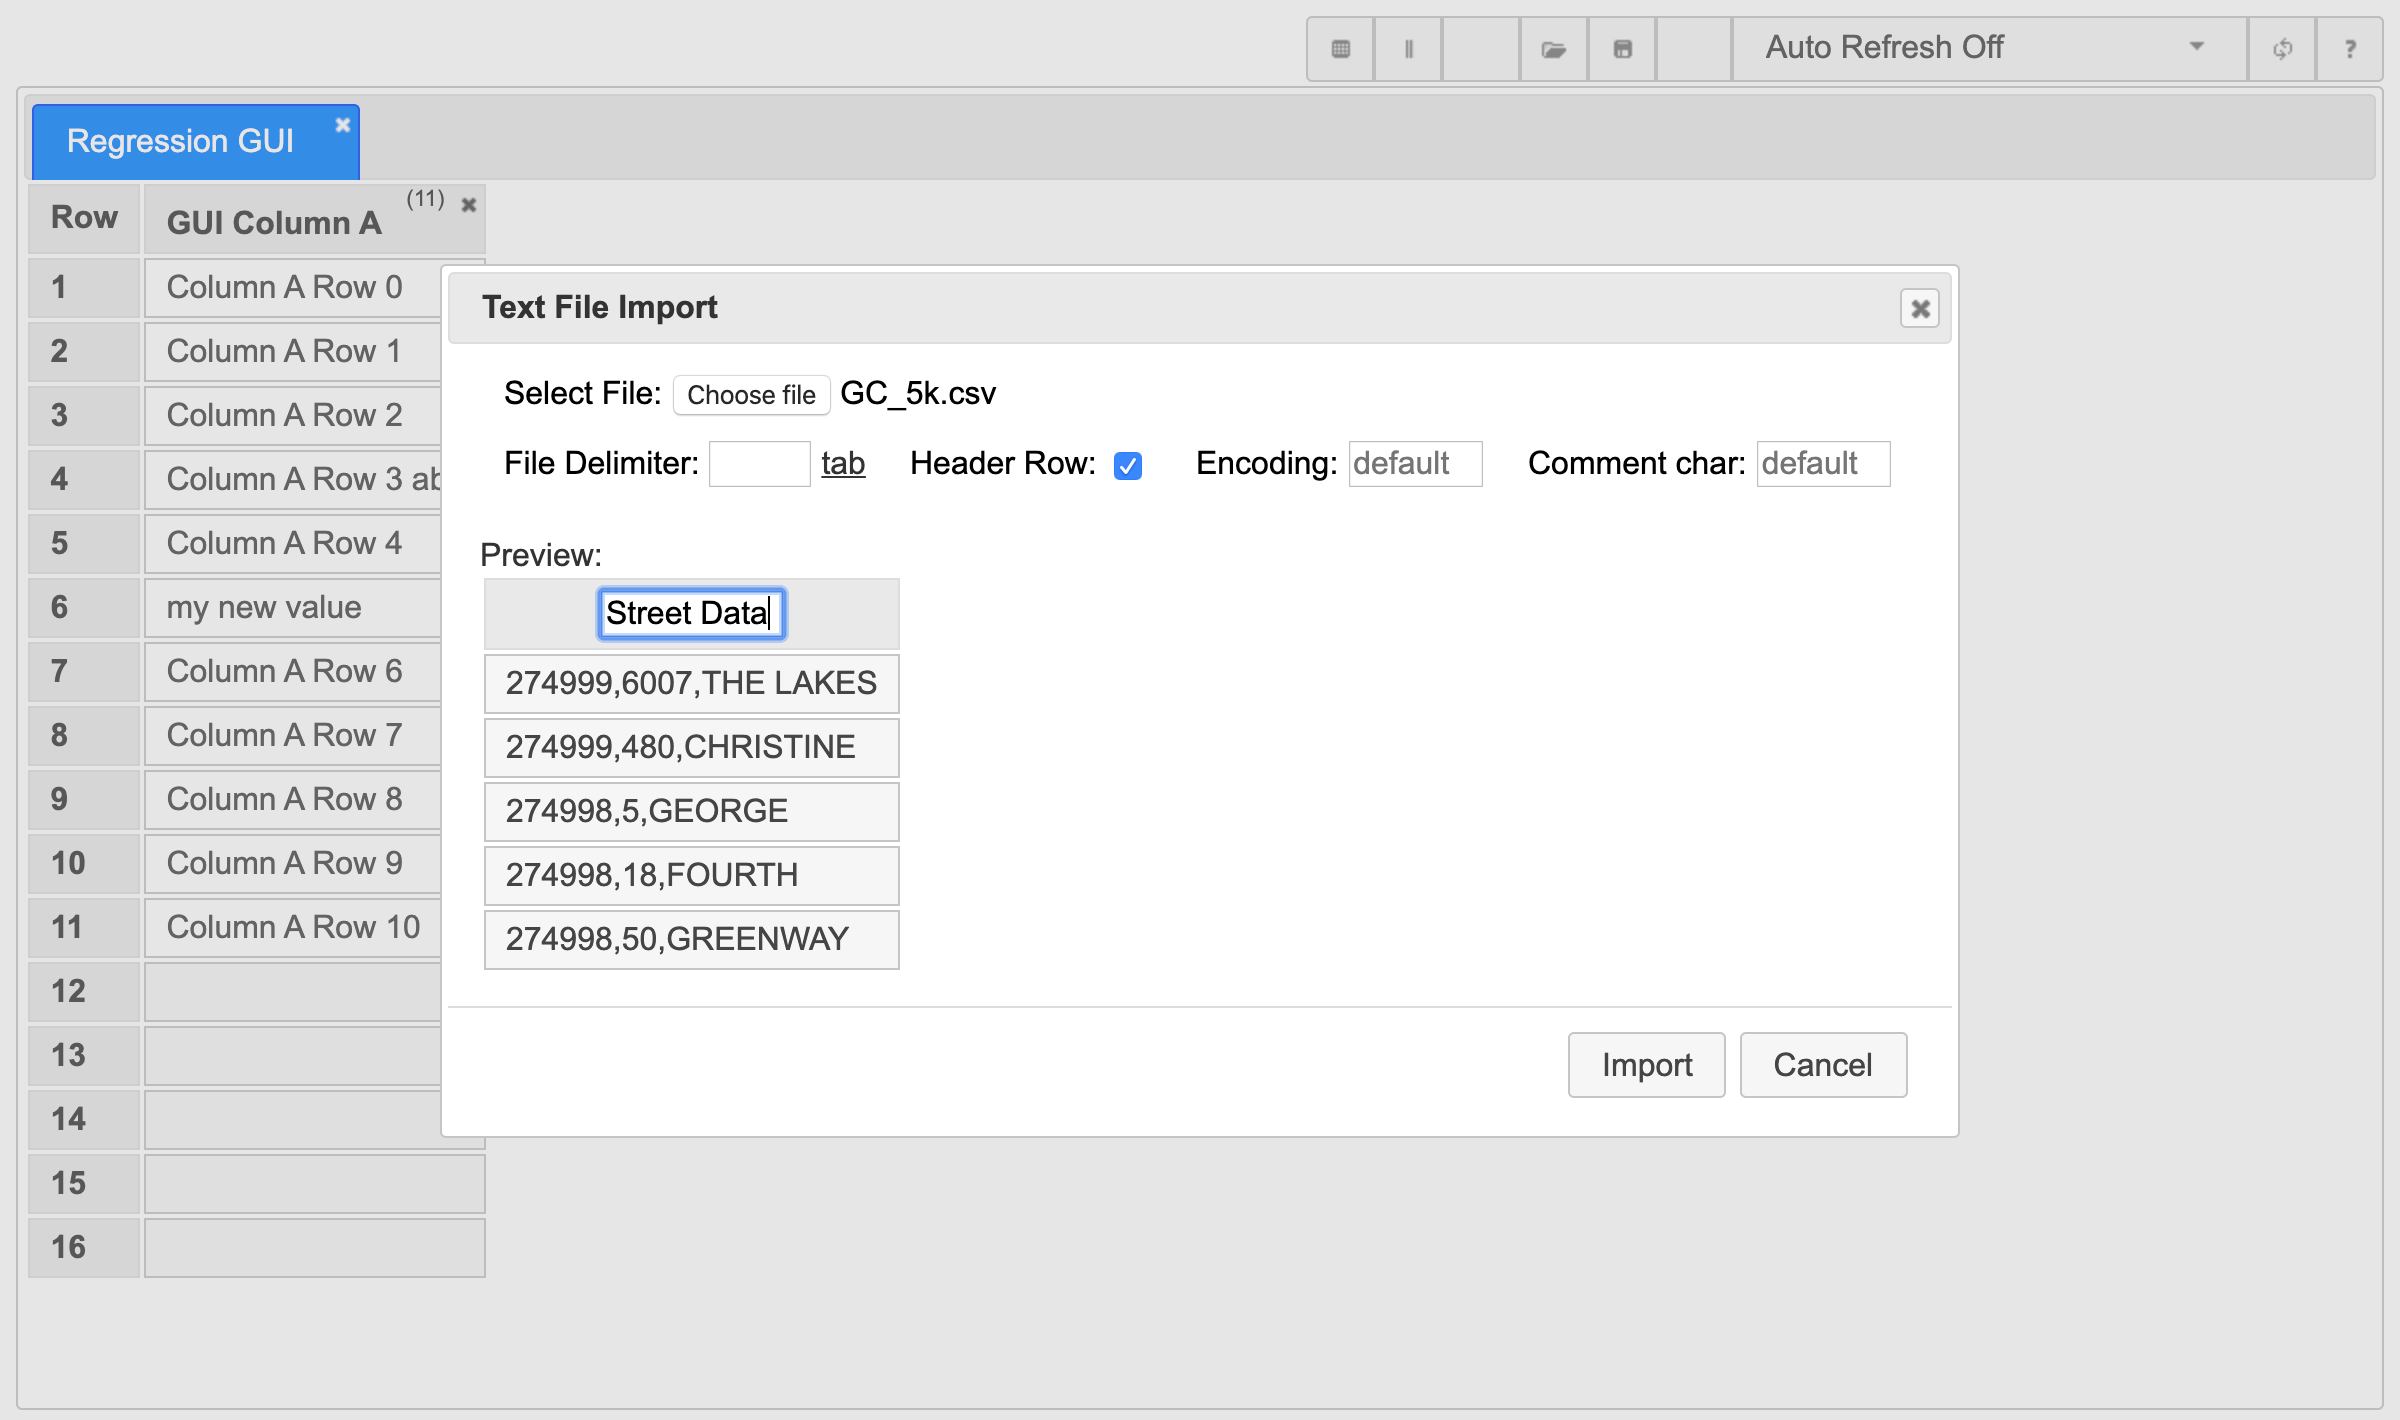 Auto Refresh Off
?
Regression GUI
Row GUI Column A (11)
1 Column A Row 0
2 Column A Row 1
3 Column A Row 2
4 Column A Row 3 ab
5 Column A Row 4
6 my new value
7 Column A Row 6
8 Column A Row 7
9 Column A Row 8
10 Column A Row 9
11 Column A Row 10
12
13
14
15
16
Text File Import
Select File: Choose file GC_5k.csv
File Delimiter: tab Header Row: Encoding: default Comment char: default
Preview:
Street Data
274999,6007,THE LAKES
274999,480,CHRISTINE
274998,5,GEORGE
274998,18,FOURTH
274998,50,GREENWAY
Import Cancel